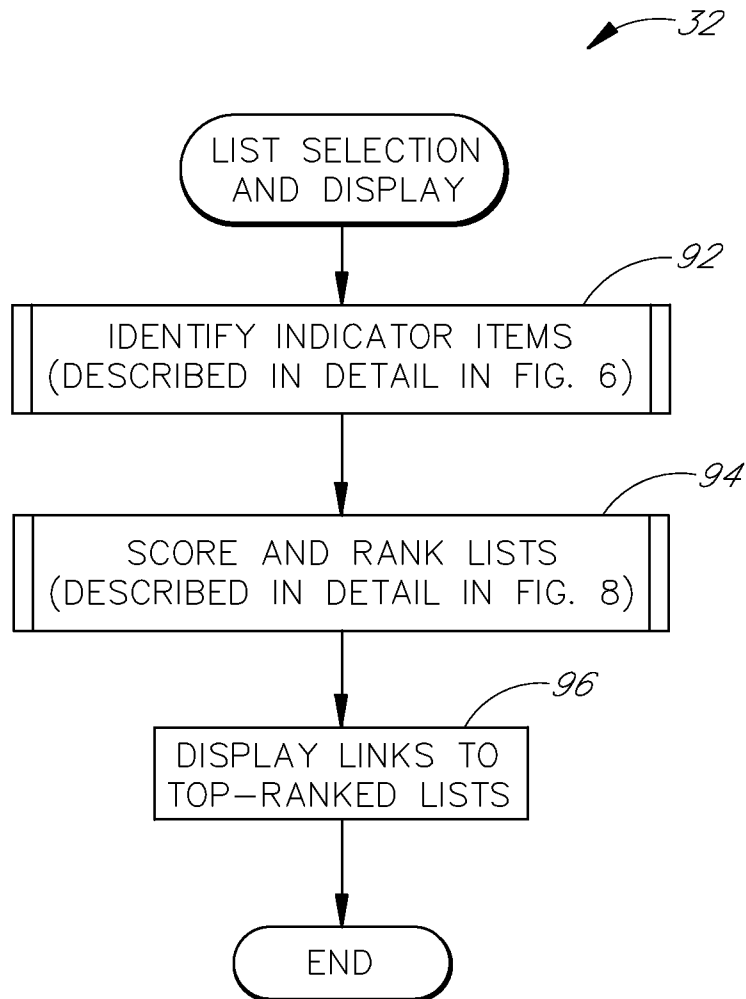 32
LIST SELECTION
AND DISPLAY
92
IDENTIFY INDICATOR ITEMS
(DESCRIBED IN DETAIL IN FIG. 6)
94
SCORE AND RANK LISTS
(DESCRIBED IN DETAIL IN FIG. 8)
96
DISPLAY LINKS TO
TOP-RANKED LISTS
END